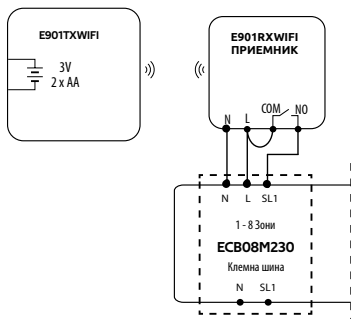 E901TXWIFI
3V
2 x AA
E901RXWIFI
ПРИЕМНИК
N L COM NO
N L SL1
1 - 8 Зони
ECB08M230
Клемна шина
N SL1